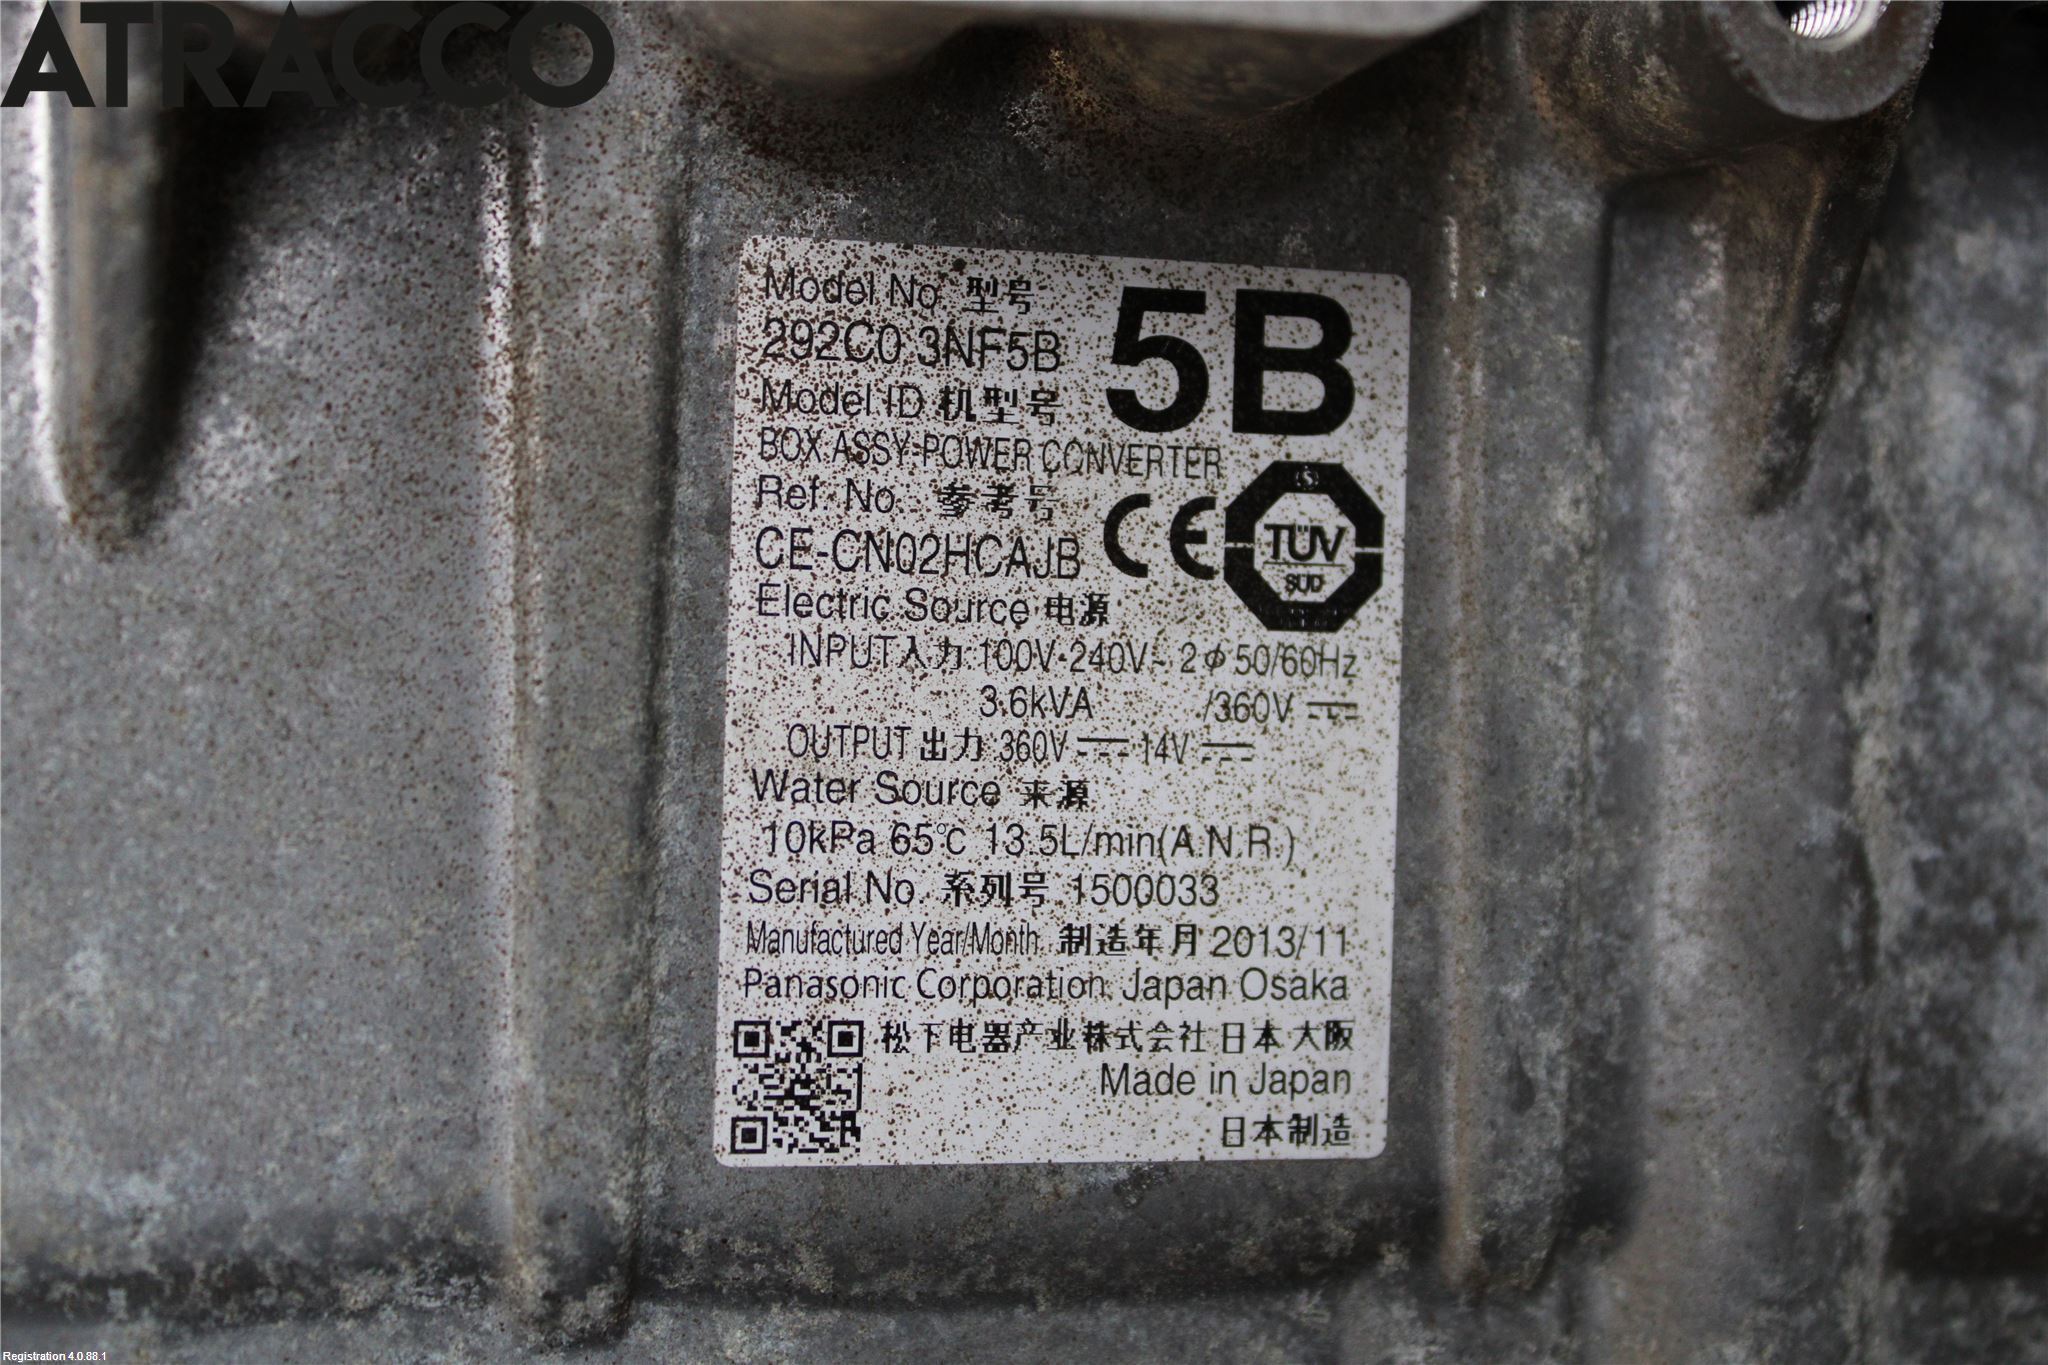 ATRACCO
Model No. 型号
5B
292C0 3NF5B
Model ID 机型号
BOX ASSY-POWER CONVERTER
Ref. No. 参考号
CE-CN02HCAJB
CE
TÜV
SÜD
Electric Source 电源
INPUT 入力 100V-240V~ 2φ 50/60Hz
3.6kVA /360V ⎓
OUTPUT 出力 360V ⎓ 14V ⎓
Water Source 来源
10kPa 65℃ 13.5L/min(A.N.R.)
Serial No. 系列号 1500033
Manufactured Year/Month 制造年月 2013/11
Panasonic Corporation Japan Osaka
松下电器产业株式会社 日本 大阪
Made in Japan
日本制造
Registration 4.0.88.1